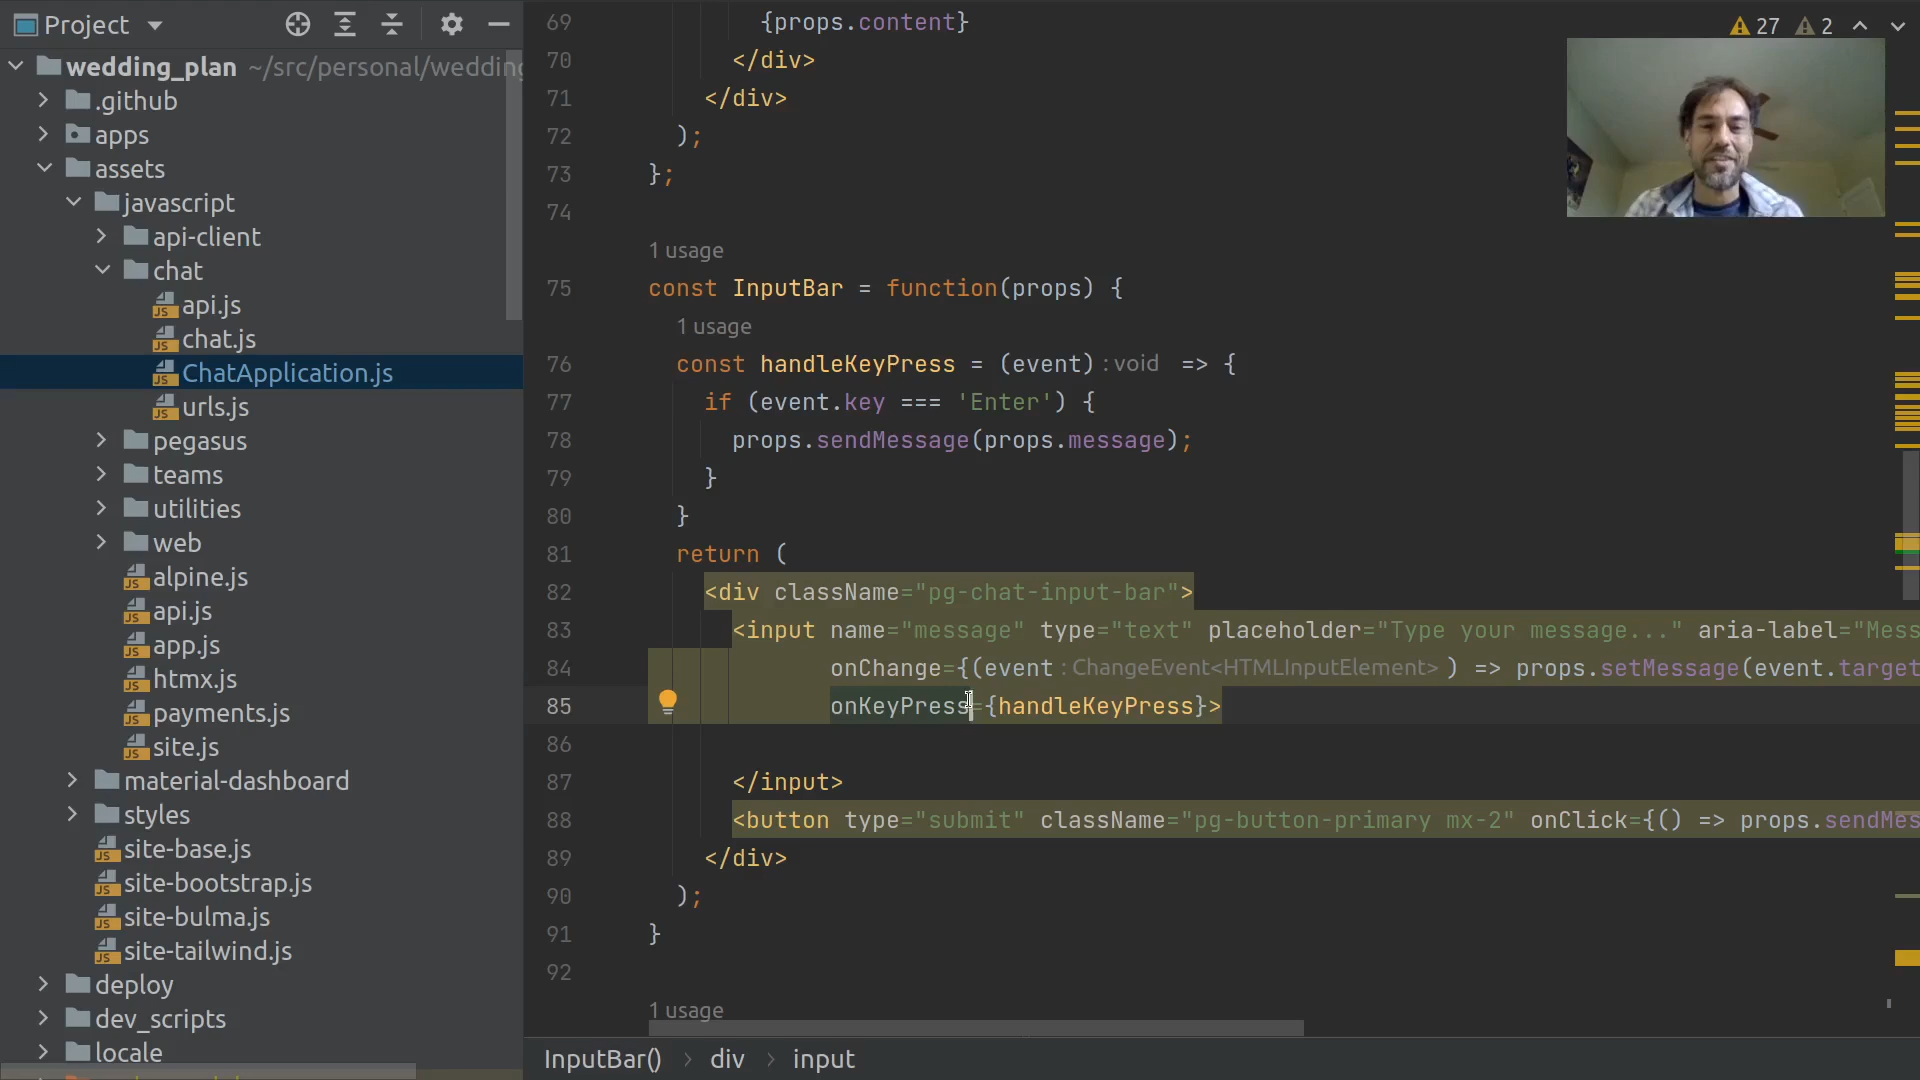 Project
wedding_plan ~/src/personal/wedding
.github
apps
assets
javascript
api-client
chat
api.js
chat.js
ChatApplication.js
urls.js
pegasus
teams
utilities
web
alpine.js
api.js
app.js
htmx.js
payments.js
site.js
material-dashboard
styles
site-base.js
site-bootstrap.js
site-bulma.js
site-tailwind.js
deploy
dev_scripts
locale
27 2
69 {props.content}
70 </div>
71 </div>
72 );
73 };
74
1 usage
75 const InputBar = function(props) {
1 usage
76 const handleKeyPress = (event) : void => {
77 if (event.key === 'Enter') {
78 props.sendMessage(props.message);
79 }
80 }
81 return (
82 <div className="pg-chat-input-bar">
83 <input name="message" type="text" placeholder="Type your message..." aria-label="Mess
84 onChange={(event : ChangeEvent<HTMLInputElement> ) => props.setMessage(event.target
85 onKeyPress={handleKeyPress}>
86
87 </input>
88 <button type="submit" className="pg-button-primary mx-2" onClick={() => props.sendMes
89 </div>
90 );
91 }
92
1 usage
InputBar() > div > input